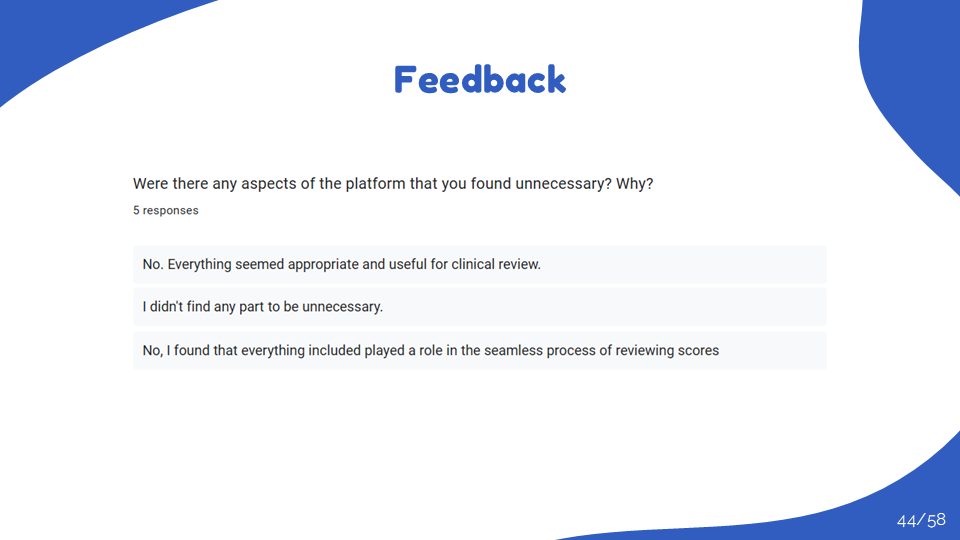 Feedback
Were there any aspects of the platform that you found unnecessary? Why?
5 responses
No. Everything seemed appropriate and useful for clinical review.
I didn't find any part to be unnecessary.
No, I found that everything included played a role in the seamless process of reviewing scores
44/58